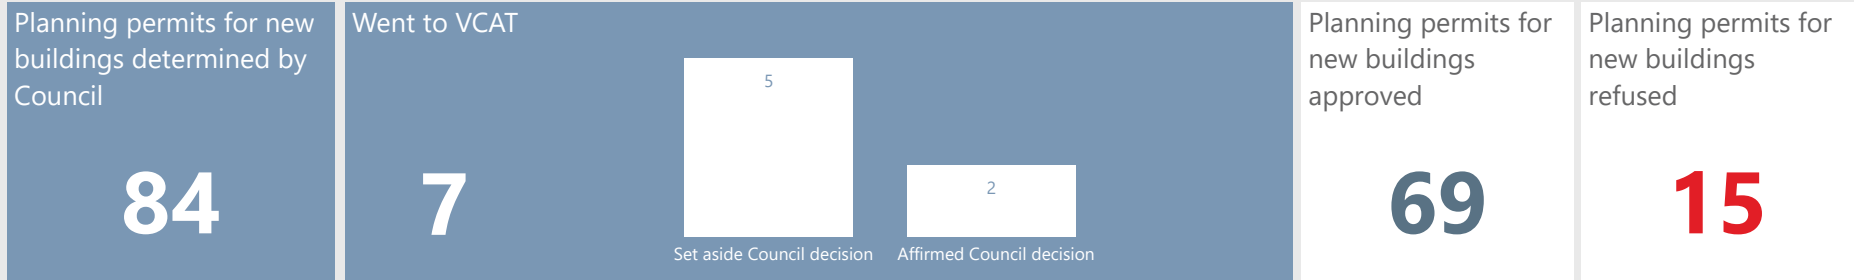 Planning permits for new
buildings determined by
Council
84
Went to VCAT
7
5
2
Set aside Council decision
Affirmed Council decision
Planning permits for
new buildings
approved
69
Planning permits for
new buildings
refused
15